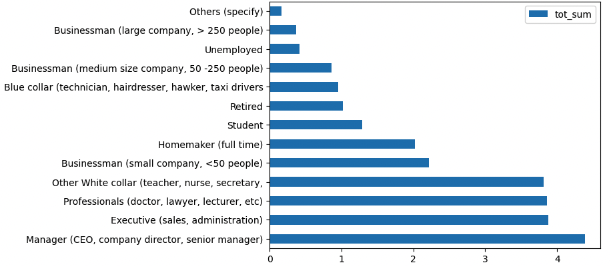 tot_sum
Others (specify)
Businessman (large company, > 250 people)
Unemployed
Businessman (medium size company, 50 -250 people)
Blue collar (technician, hairdresser, hawker, taxi drivers
Retired
Student
Homemaker (full time)
Businessman (small company, <50 people)
Other White collar (teacher, nurse, secretary,
Professionals (doctor, lawyer, lecturer, etc)
Executive (sales, administration)
Manager (CEO, company director, senior manager)
0 1 2 3 4